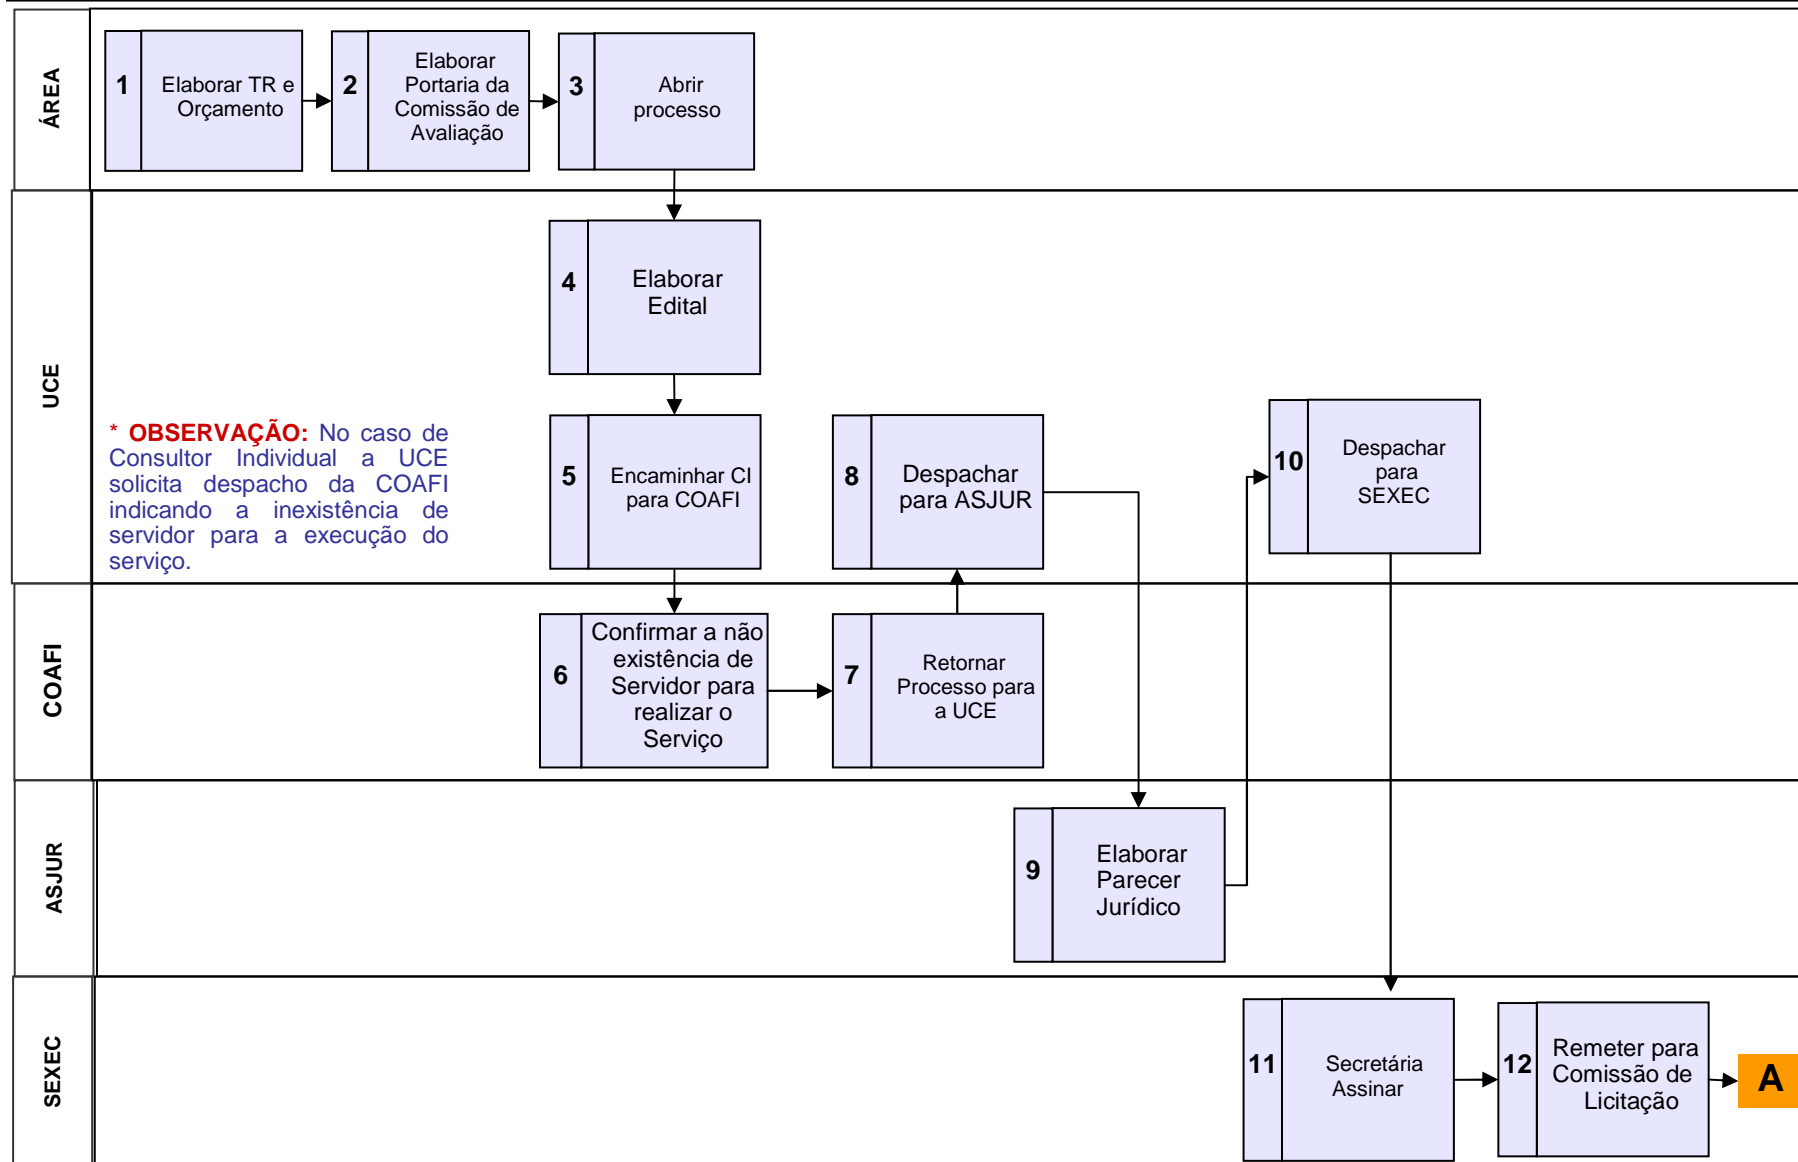 ÁREA
1
Elaborar TR e
Orçamento
2
Elaborar
Portaria da
Comissão de
Avaliação
3
Abrir
processo
UCE
4
Elaborar
Edital
* OBSERVAÇÃO: No caso de
Consultor Individual a UCE
solicita despacho da COAFI
indicando a inexistência de
servidor para a execução do
serviço.
5
Encaminhar CI
para COAFI
8
Despachar
para ASJUR
10
Despachar
para
SEXEC
COAFI
6
Confirmar a não
existência de
Servidor para
realizar o
Serviço
7
Retornar
Processo para
a UCE
ASJUR
9
Elaborar
Parecer
Jurídico
SEXEC
11
Secretária
Assinar
12
Remeter para
Comissão de
Licitação
A